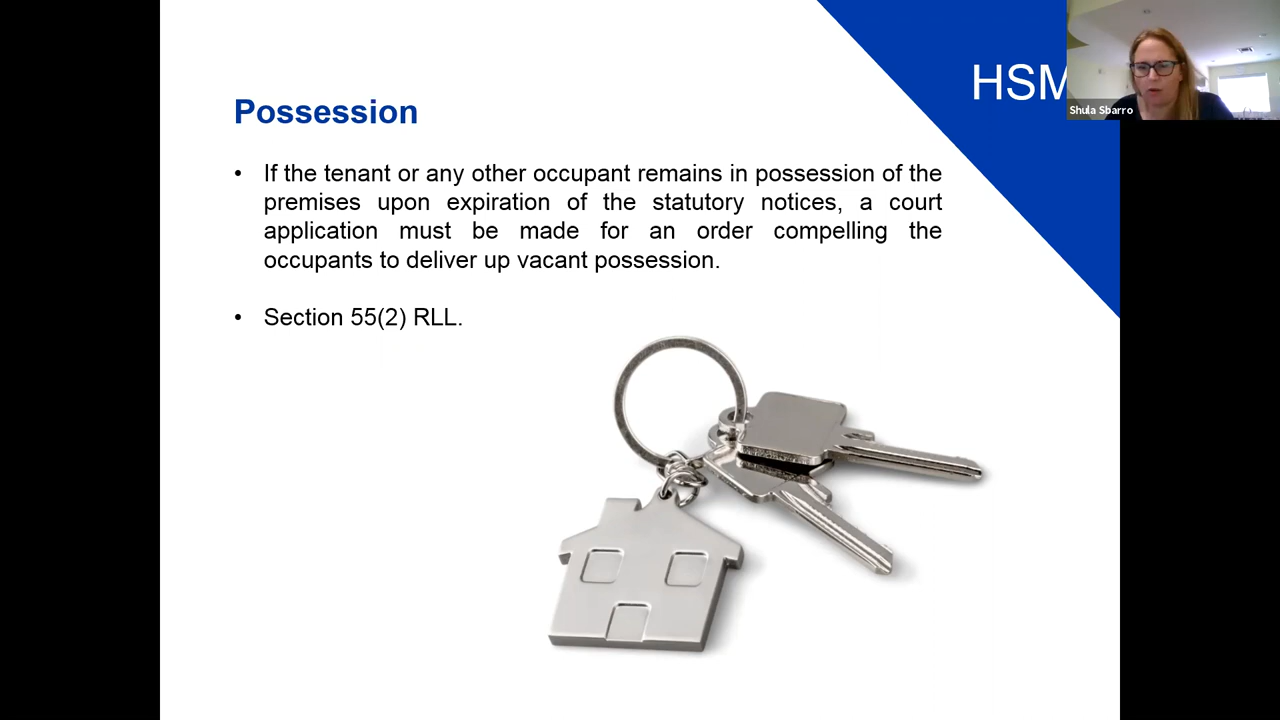 HSM
Shula Sbarro
Possession
• If the tenant or any other occupant remains in possession of the
premises upon expiration of the statutory notices, a court
application must be made for an order compelling the
occupants to deliver up vacant possession.
• Section 55(2) RLL.